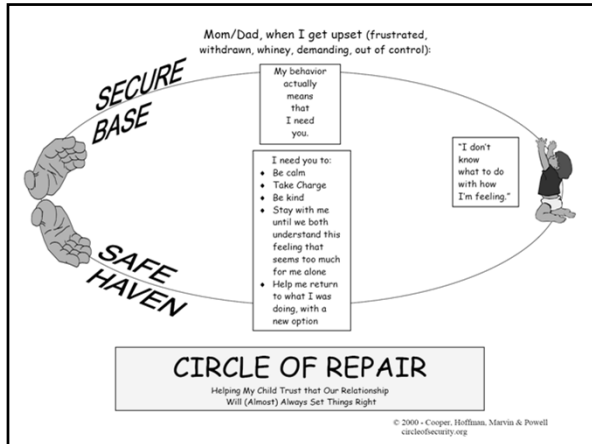 Mom/Dad, when I get upset (frustrated,
withdrawn, whiney, demanding, out of control):
SECURE
BASE
My behavior
actually
means
that
I need
you.
"I don't
know
what to do
with how
I'm feeling."
I need you to:
♦ Be calm
♦ Take Charge
♦ Be kind
♦ Stay with me
until we both
understand this
feeling that
seems too much
for me alone
♦ Help me return
to what I was
doing, with a
new option
SAFE
HAVEN
CIRCLE OF REPAIR
Helping My Child Trust that Our Relationship
Will (Almost) Always Set Things Right
© 2000 - Cooper, Hoffman, Marvin & Powell
circleofsecurity.org